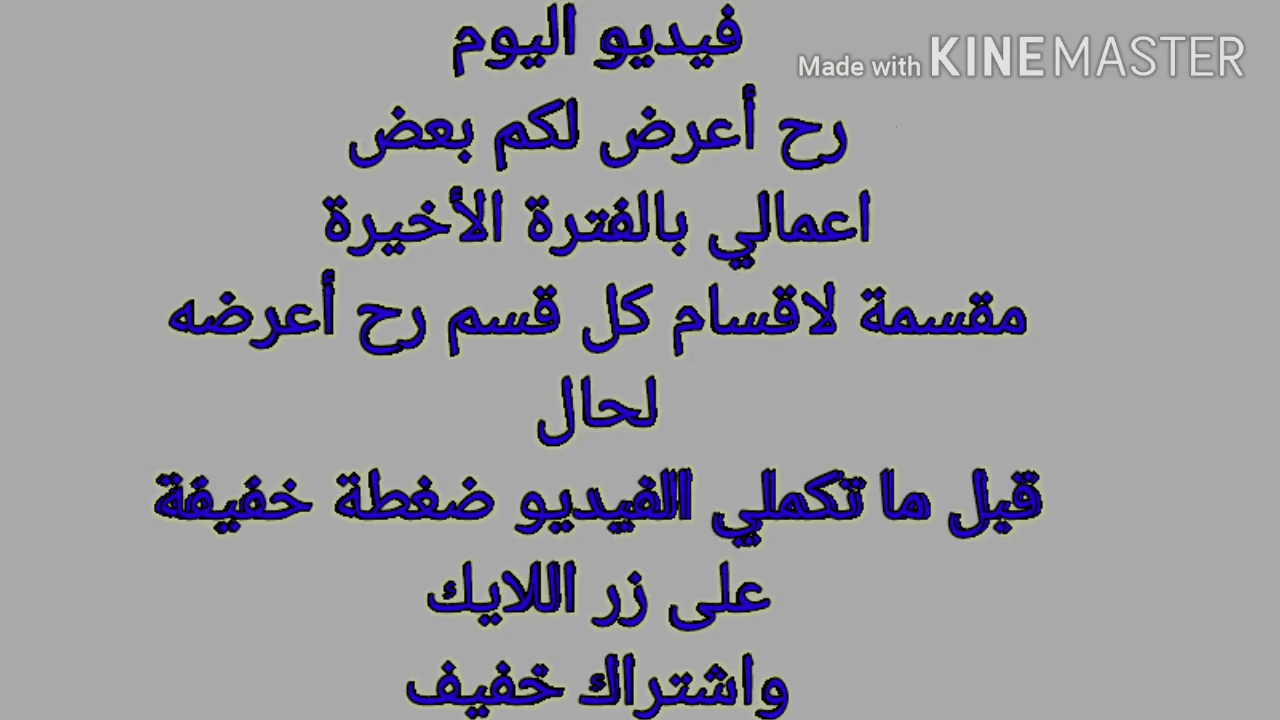 فيديو اليوم
Made with KINEMASTER
رح أعرض لكم بعض
اعمالي بالفترة الأخيرة
مقسمة لاقسام كل قسم رح أعرضه
لحال
قبل ما تكملي الفيديو ضغطة خفيفة
على زر اللايك
واشتراك خفيف